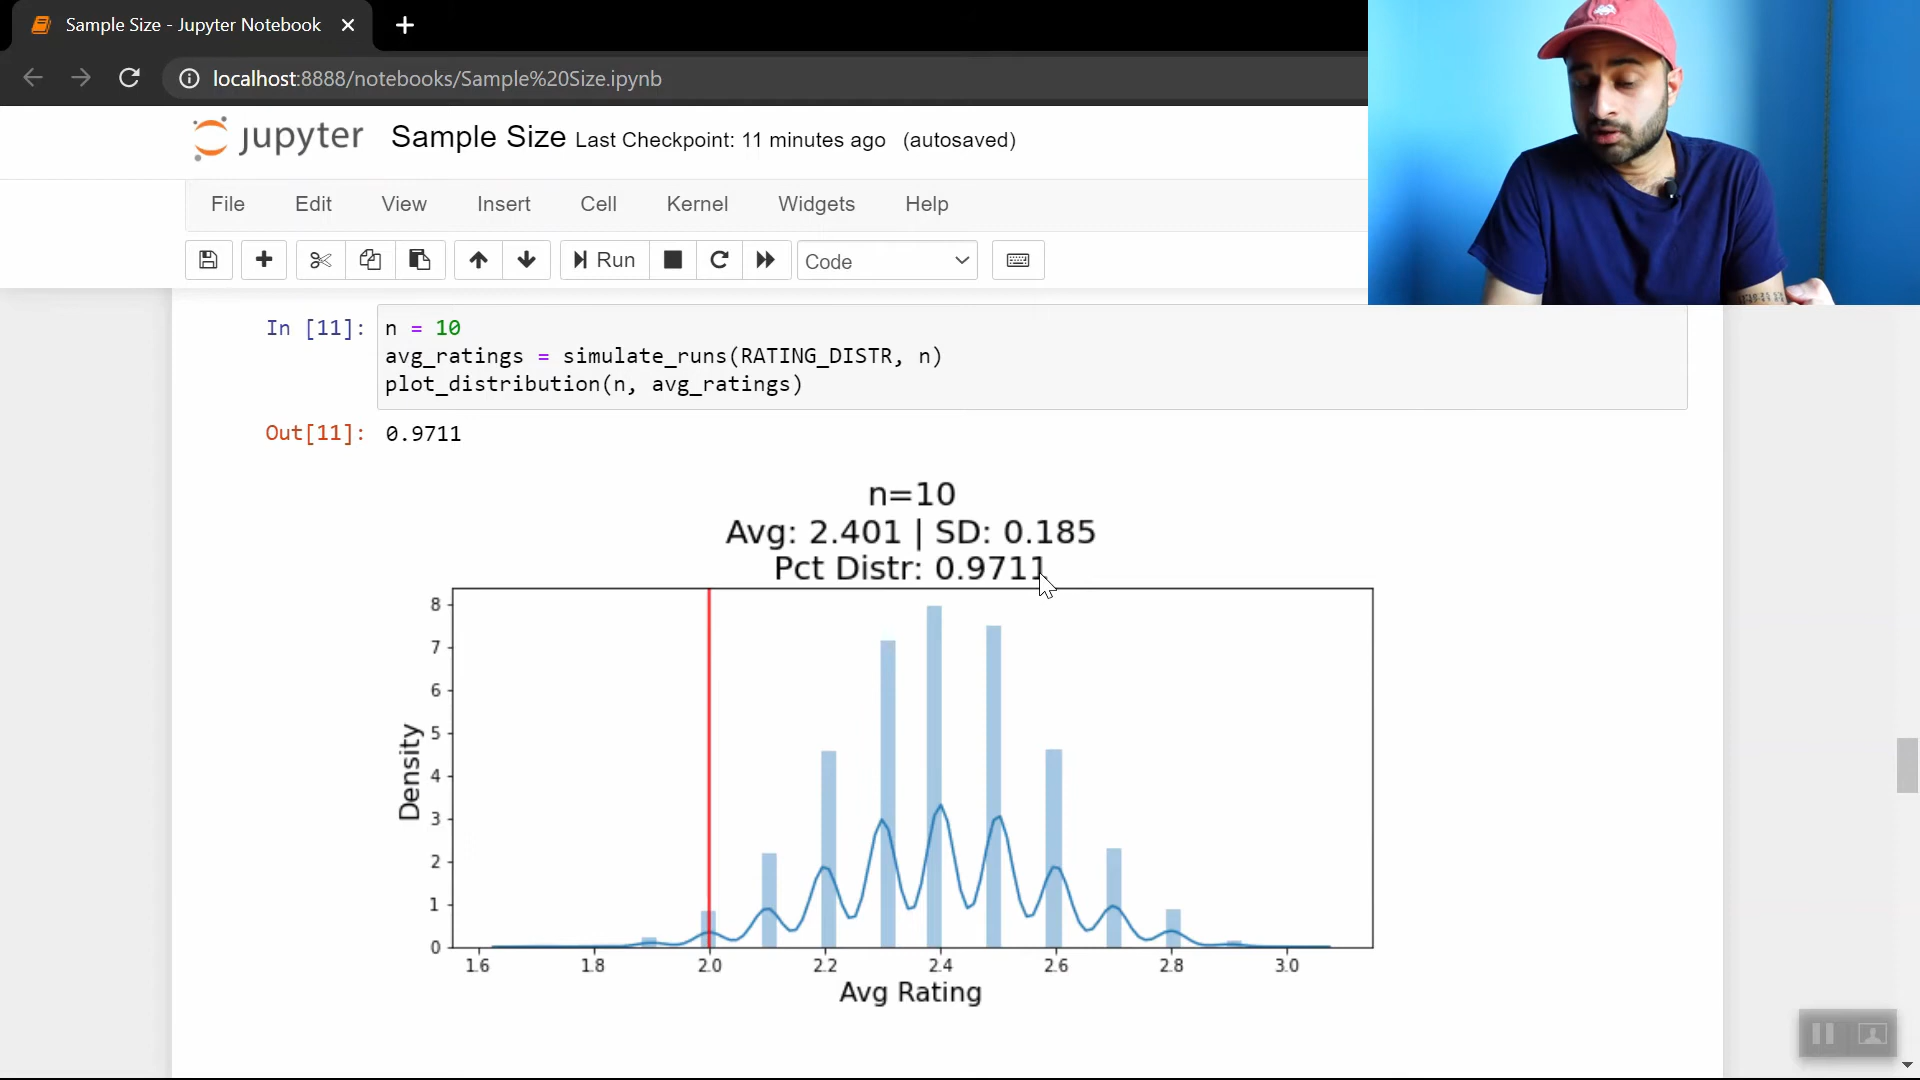 Sample Size - Jupyter Notebook
localhost:8888/notebooks/Sample%20Size.ipynb
jupyter Sample Size Last Checkpoint: 11 minutes ago (autosaved)
File Edit View Insert Cell Kernel Widgets Help
Run Code
In [11]: n = 10
avg_ratings = simulate_runs(RATING_DISTR, n)
plot_distribution(n, avg_ratings)
Out[11]: 0.9711
n=10
Avg: 2.401 | SD: 0.185
Pct Distr: 0.9711
8
7
6
5
4
3
2
1
0
Density
1.6 1.8 2.0 2.2 2.4 2.6 2.8 3.0
Avg Rating